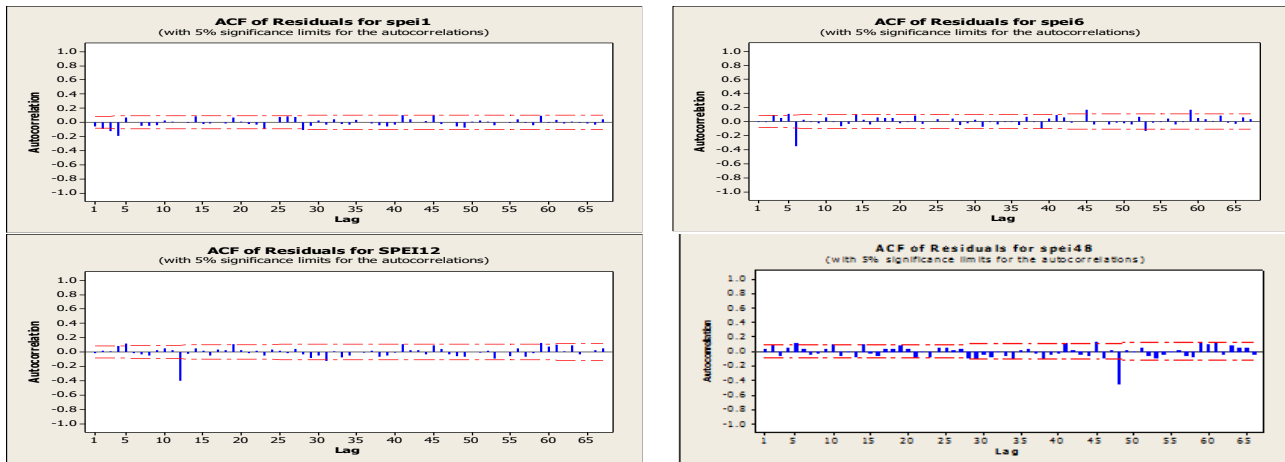 ACF of Residuals for spei1
(with 5% significance limits for the autocorrelations)
1.0
0.8
0.6
0.4
0.2
0.0
-0.2
-0.4
-0.6
-0.8
-1.0
Autocorrelation
1 5 10 15 20 25 30 35 40 45 50 55 60 65
Lag
ACF of Residuals for spei6
(with 5% significance limits for the autocorrelations)
1.0
0.8
0.6
0.4
0.2
0.0
-0.2
-0.4
-0.6
-0.8
-1.0
Autocorrelation
1 5 10 15 20 25 30 35 40 45 50 55 60 65
Lag
ACF of Residuals for SPEI12
(with 5% significance limits for the autocorrelations)
1.0
0.8
0.6
0.4
0.2
0.0
-0.2
-0.4
-0.6
-0.8
-1.0
Autocorrelation
1 5 10 15 20 25 30 35 40 45 50 55 60 65
Lag
ACF of Residuals for spei48
(with 5% significance limits for the autocorrelations)
1.0
0.8
0.6
0.4
0.2
0.0
-0.2
-0.4
-0.6
-0.8
-1.0
Autocorrelation
1 5 10 15 20 25 30 35 40 45 50 55 60 65
Lag